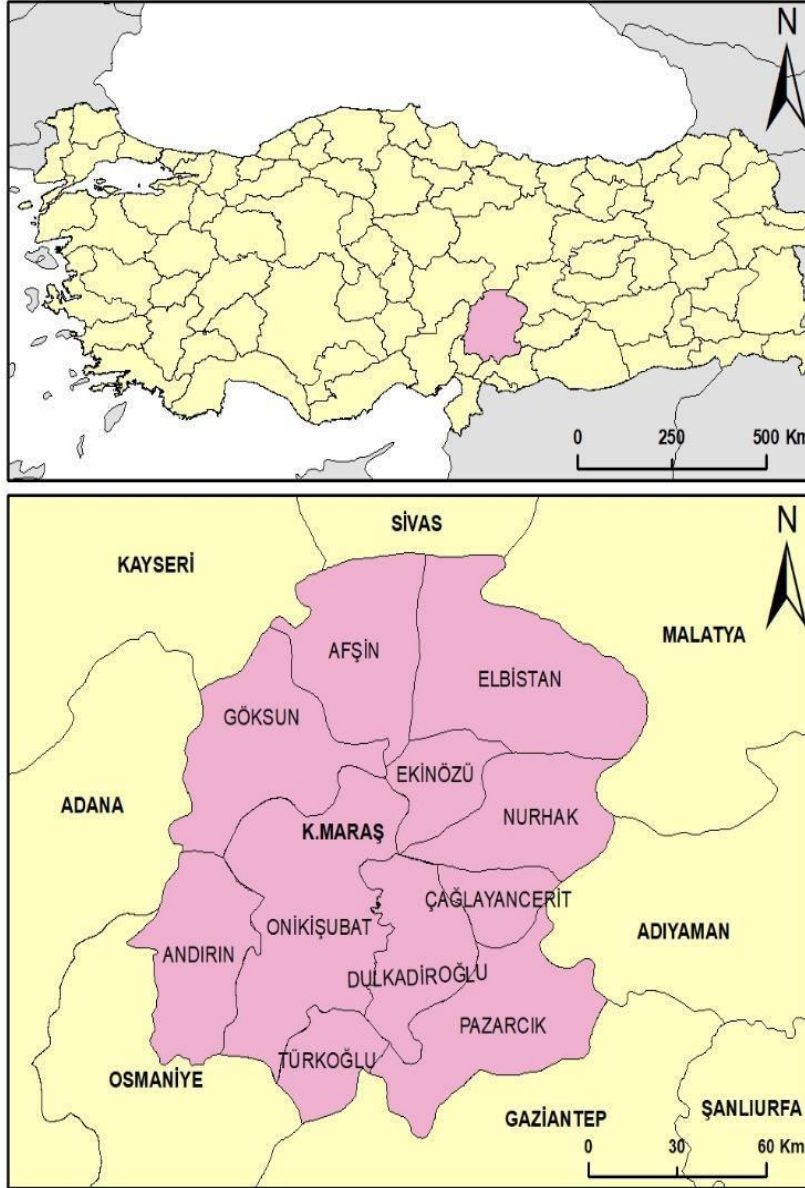 N
0 250 500 Km
N
SİVAS
KAYSERİ
MALATYA
AFŞİN
ELBİSTAN
GÖKSUN
EKİNÖZÜ
ADANA
NURHAK
K.MARAŞ
ÇAĞLAYANCERİT
ONİKİŞUBAT
ADIYAMAN
ANDIRIN
DULKADİROĞLU
PAZARCIK
TÜRKOĞLU
OSMANİYE
GAZİANTEP
ŞANLIURFA
0 30 60 Km